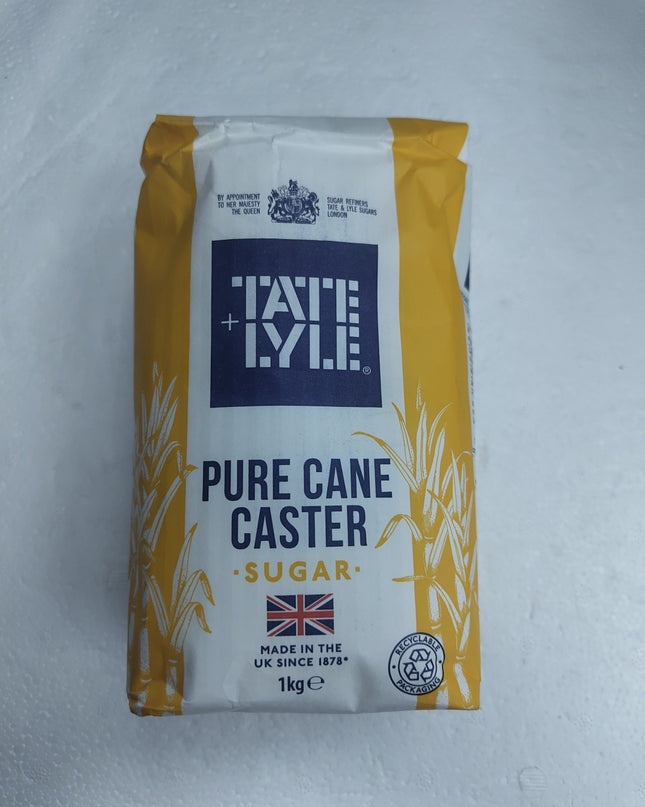 BY APPOINTMENT
TO HER MAJESTY
THE QUEEN
SUGAR REFINERS
TATE & LYLE SUGARS
LONDON
TATE
+LYLE®
PURE CANE
CASTER
·SUGAR·
MADE IN THE
UK SINCE 1878*
1kg℮
RECYCLABLE
PACKAGING